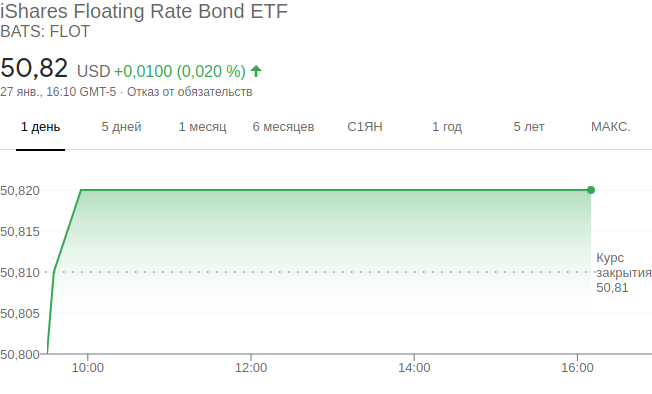 iShares Floating Rate Bond ETF
BATS: FLOT
50,82 USD +0,0100 (0,020 %)
27 янв., 16:10 GMT-5 · Отказ от обязательств
1 день 5 дней 1 месяц 6 месяцев С1ЯН 1 год 5 лет МАКС.
50,820
50,815
50,810
50,805
50,800
Курс
закрытия
50,81
10:00 12:00 14:00 16:00